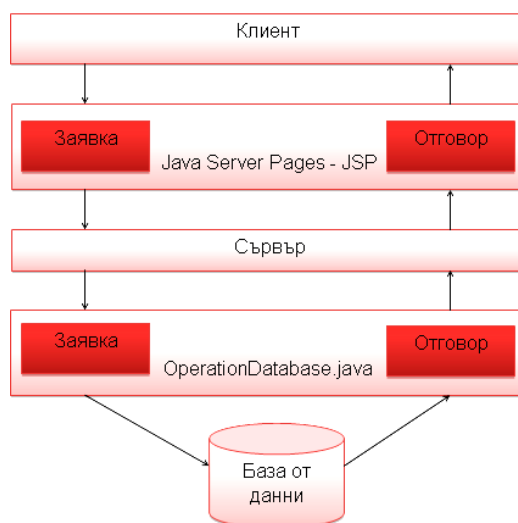 Клиент
Заявка
Отговор
Java Server Pages - JSP
Сървър
Заявка
Отговор
OperationDatabase.java
База от
данни